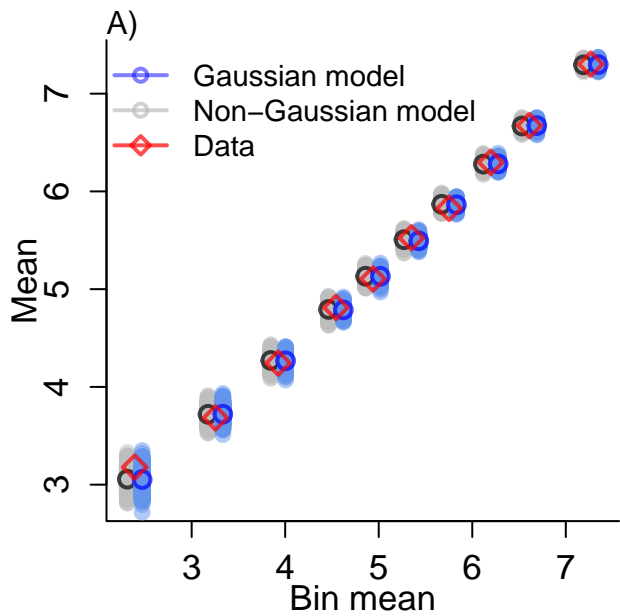 A)
Gaussian model
Non−Gaussian model
Data
Mean
7
6
5
4
3
3 4 5 6 7
Bin mean